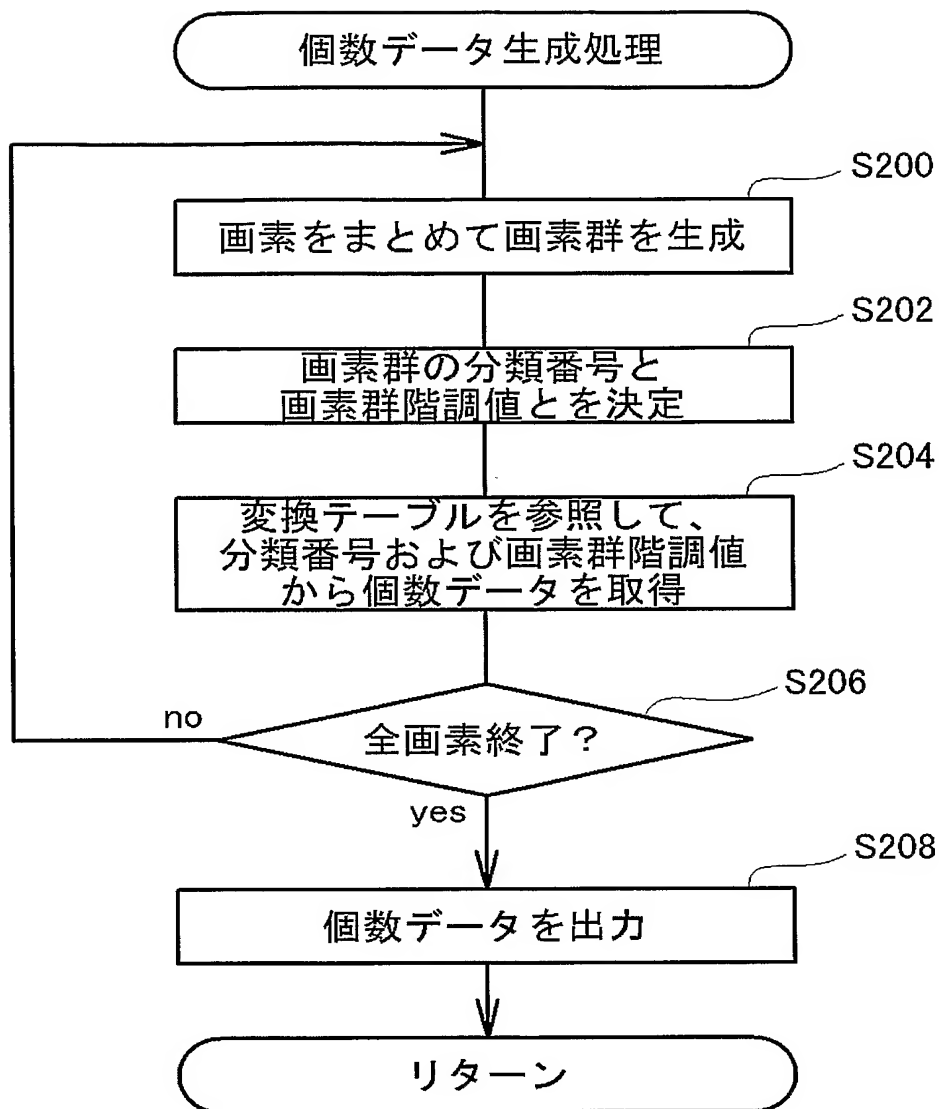 個数データ生成処理
S200
画素をまとめて画素群を生成
S202
画素群の分類番号と
画素群階調値とを決定
S204
変換テーブルを参照して、
分類番号および画素群階調値
から個数データを取得
S206
no
全画素終了？
yes
S208
個数データを出力
リターン